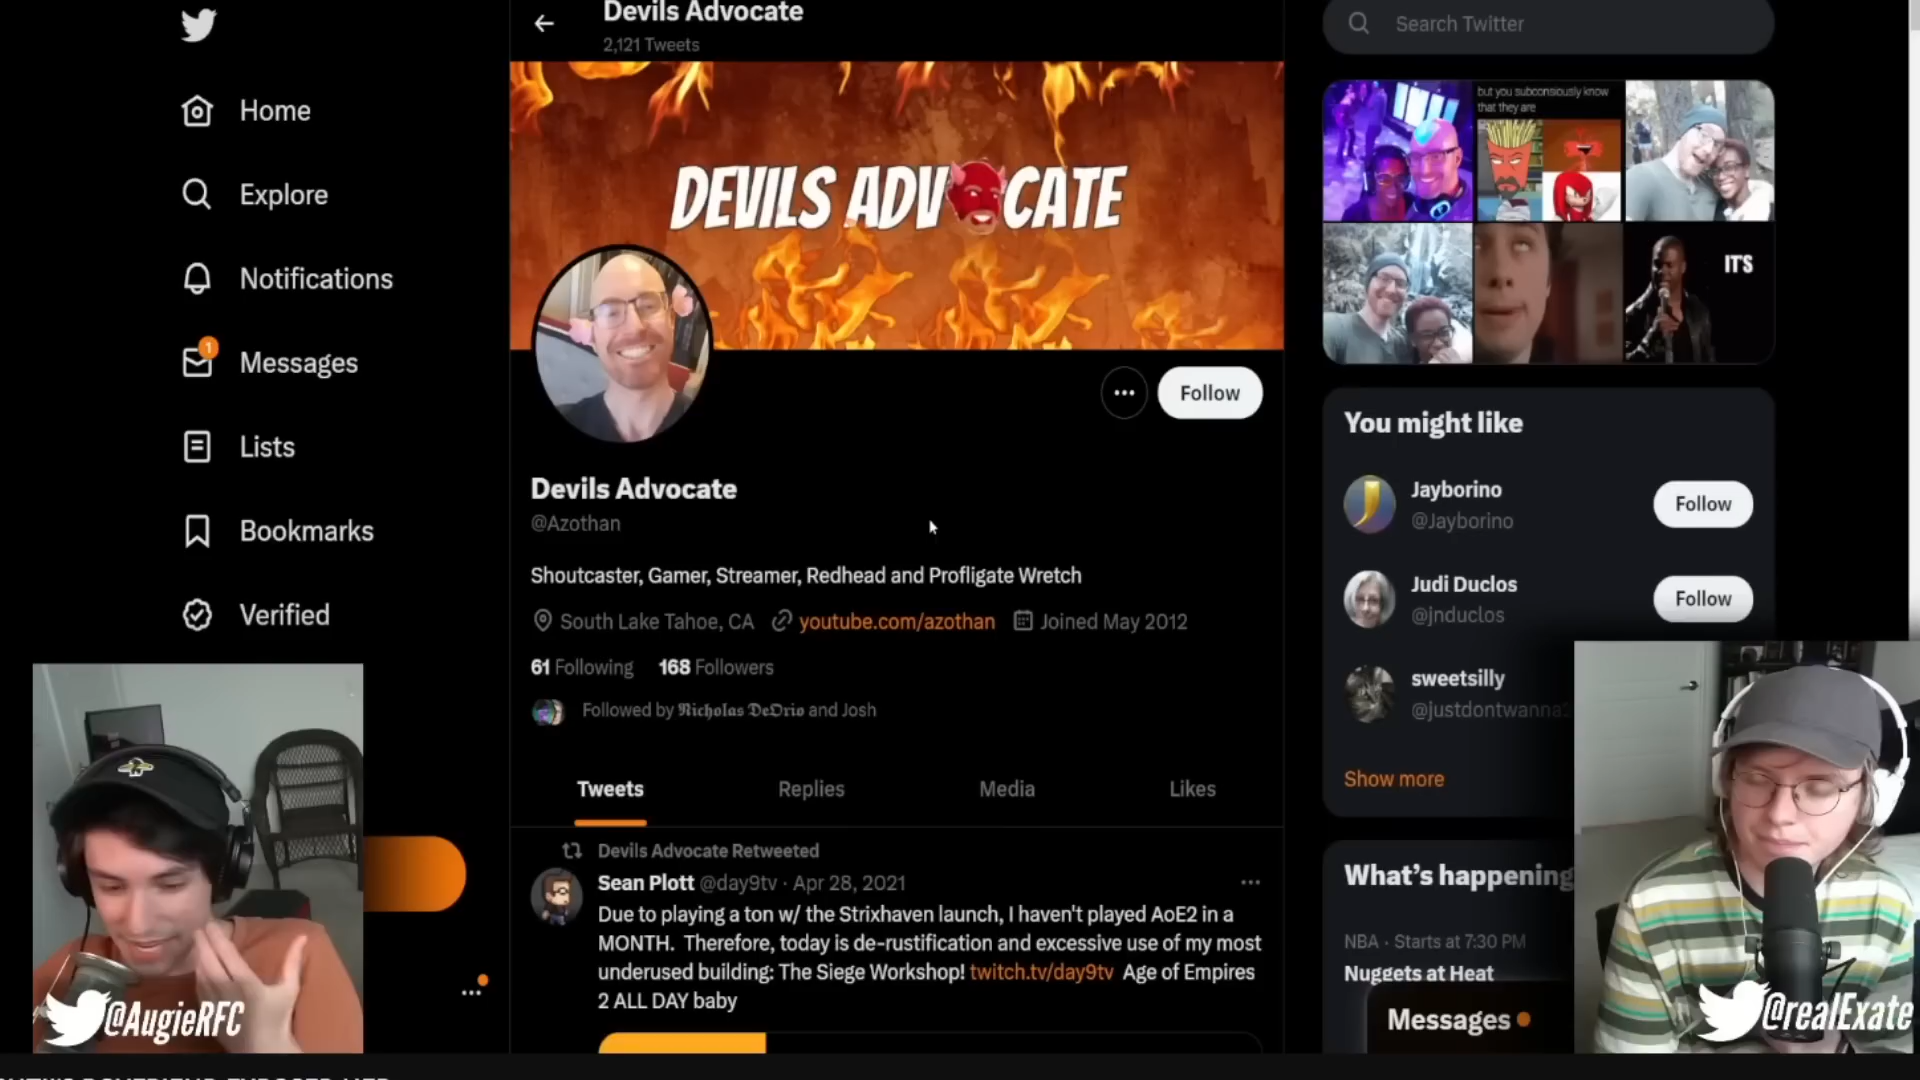 Devils Advocate
2,121 Tweets
Search Twitter
Home
Explore
Notifications
1
Messages
Lists
Bookmarks
Verified
DEVILS ADV CATE
but you subconsiously know
that they are
IT'S
Follow
Devils Advocate
@Azothan
Shoutcaster, Gamer, Streamer, Redhead and Profligate Wretch
South Lake Tahoe, CA youtube.com/azothan Joined May 2012
61 Following 168 Followers
Followed by 𝕹𝖎𝖈𝖍𝖔𝖑𝖆𝖘 𝕯𝖊𝕺𝖗𝖎𝖔 and Josh
Tweets Replies Media Likes
Devils Advocate Retweeted
Sean Plott @day9tv · Apr 28, 2021
Due to playing a ton w/ the Strixhaven launch, I haven't played AoE2 in a
MONTH. Therefore, today is de-rustification and excessive use of my most
underused building: The Siege Workshop! twitch.tv/day9tv Age of Empires
2 ALL DAY baby
You might like
Jayborino
@Jayborino
Follow
Judi Duclos
@jnduclos
Follow
sweetsilly
@justdontwanna
Show more
What's happening
NBA · Starts at 7:30 PM
Nuggets at Heat
Messages
@AugieRFC
@realExate